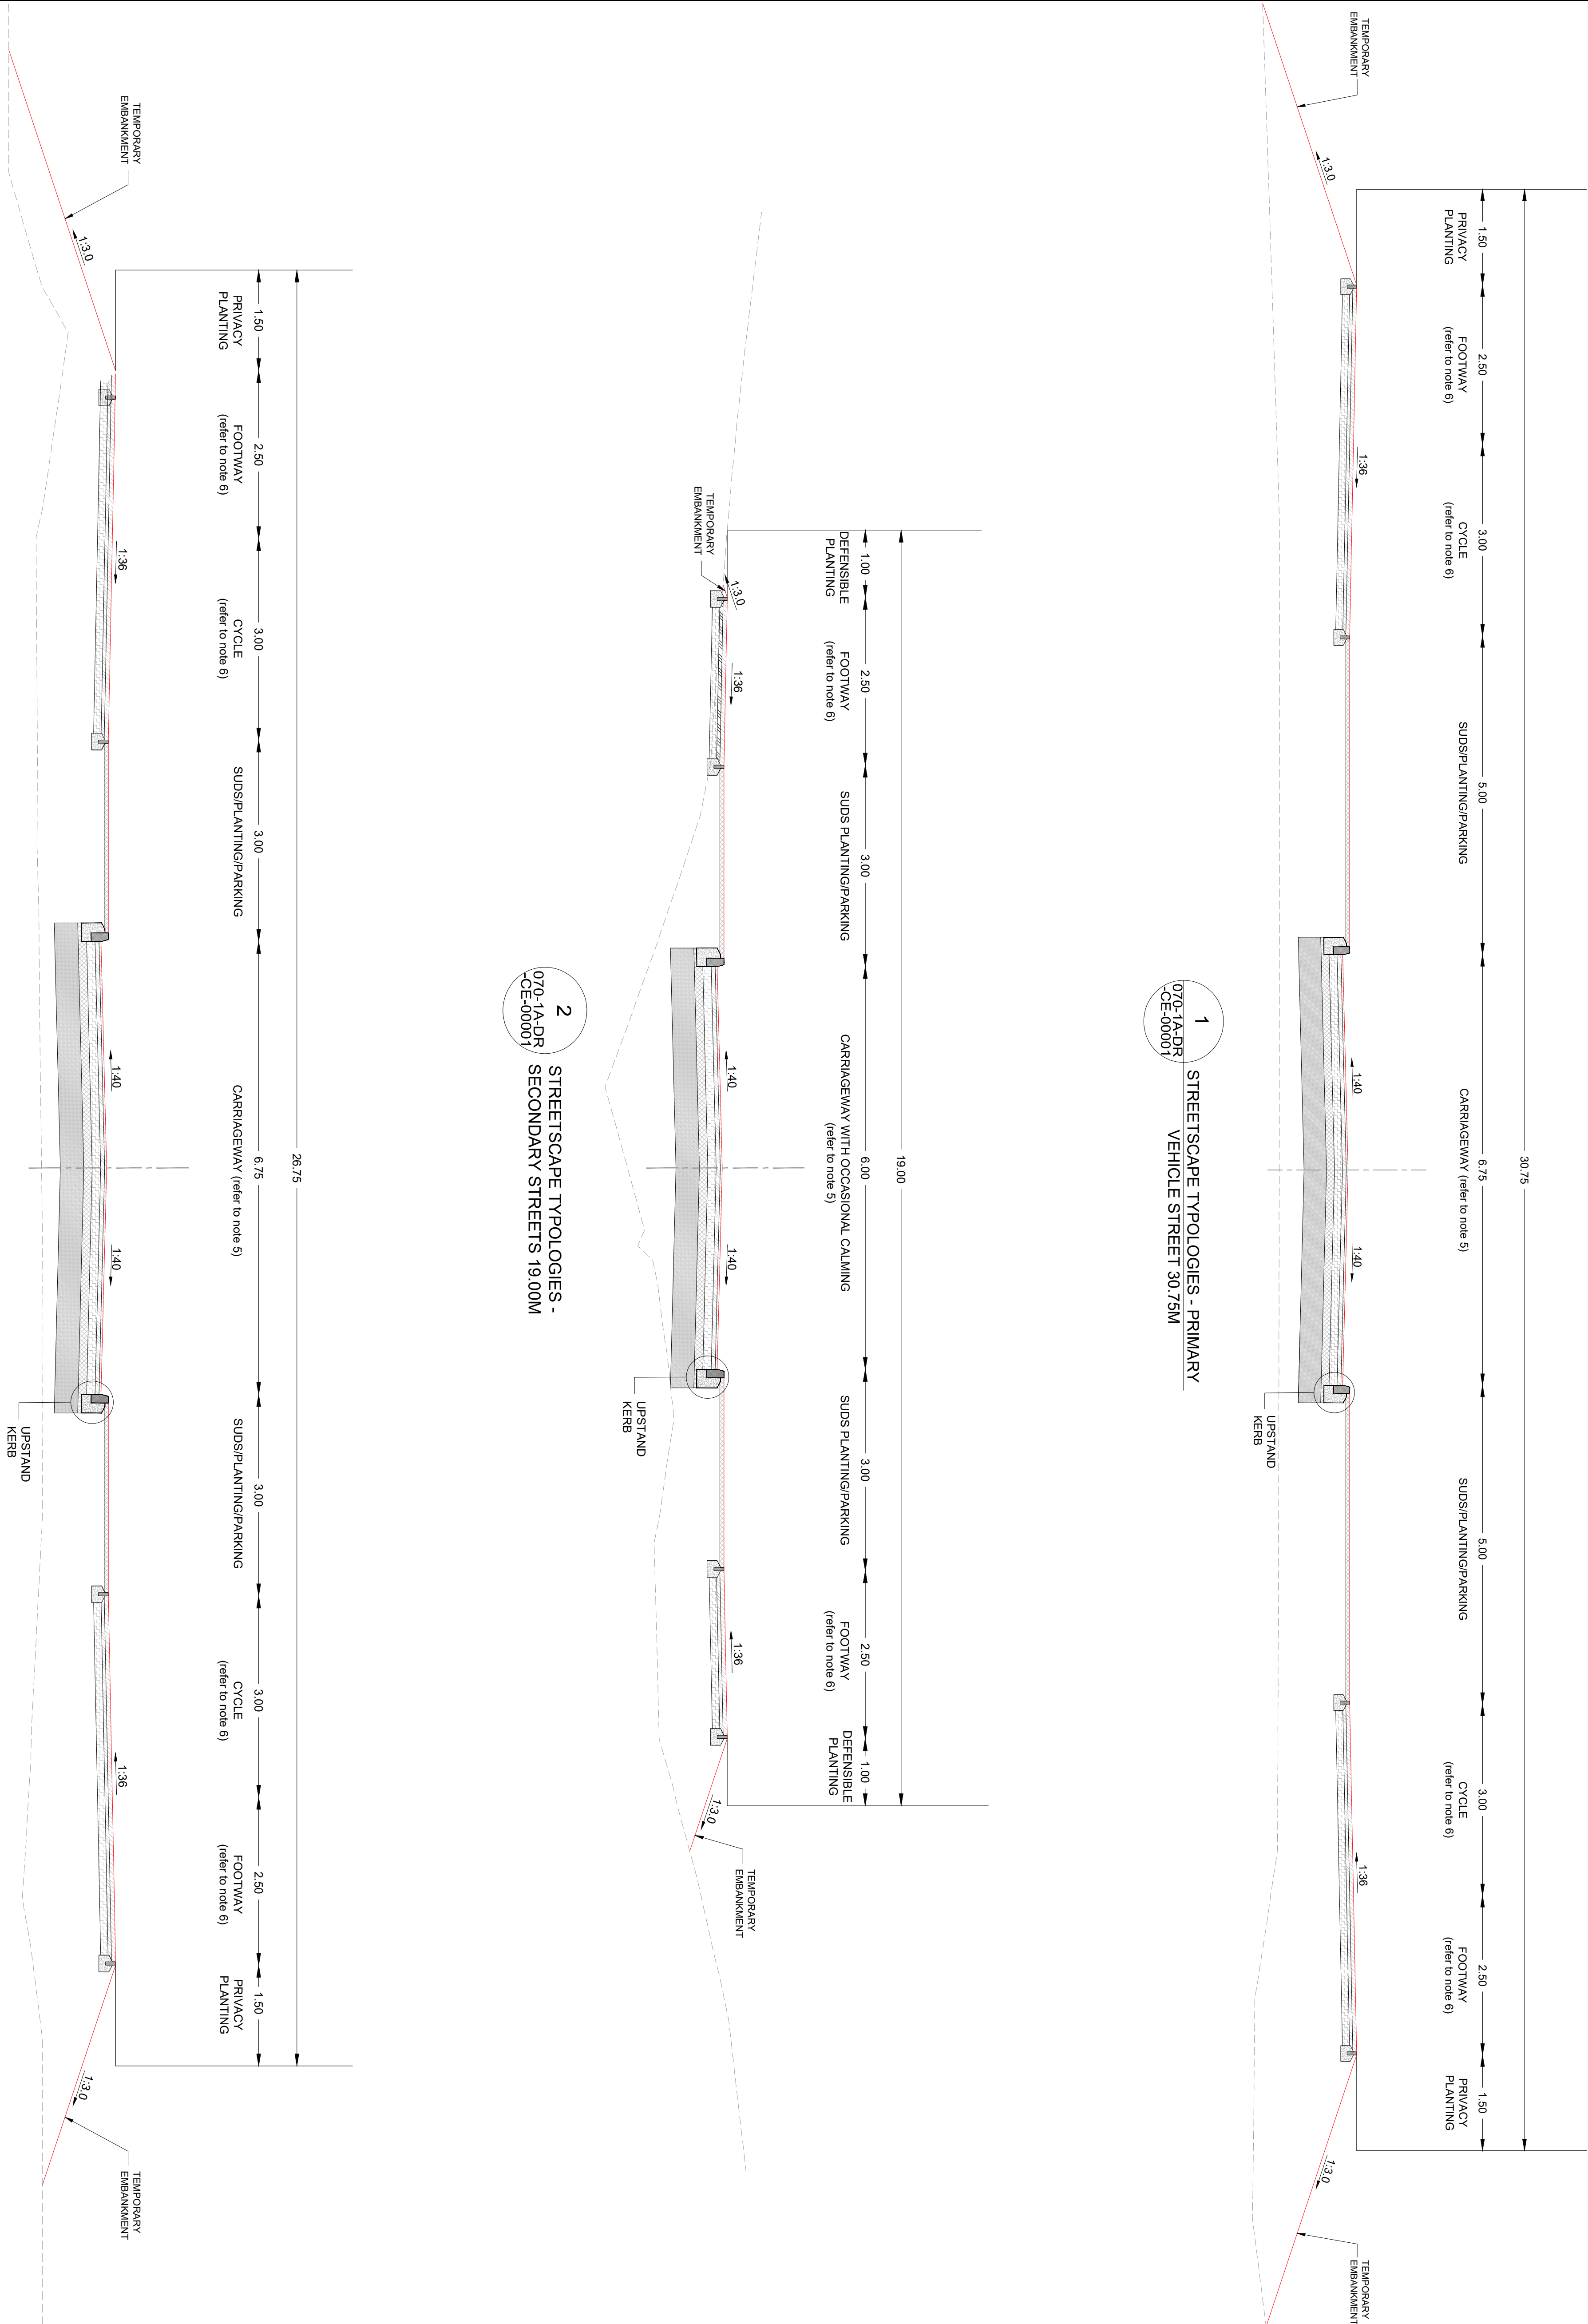 30.75
1.50
2.50
3.00
5.00
6.75
5.00
3.00
2.50
1.50
PRIVACY
PLANTING
FOOTWAY
(refer to note 6)
CYCLE
(refer to note 6)
SUDS/PLANTING/PARKING
CARRIAGEWAY (refer to note 5)
SUDS/PLANTING/PARKING
CYCLE
(refer to note 6)
FOOTWAY
(refer to note 6)
PRIVACY
PLANTING
TEMPORARY
EMBANKMENT
1:3.0
1:36
1:40
1:40
1:36
1:3.0
TEMPORARY
EMBANKMENT
UPSTAND
KERB
1
070-1A-DR
-CE-00001
STREETSCAPE TYPOLOGIES - PRIMARY
VEHICLE STREET 30.75M
19.00
1.00
2.50
3.00
6.00
3.00
2.50
1.00
DEFENSIBLE
PLANTING
FOOTWAY
(refer to note 6)
SUDS PLANTING/PARKING
CARRIAGEWAY WITH OCCASIONAL CALMING
(refer to note 5)
SUDS PLANTING/PARKING
FOOTWAY
(refer to note 6)
DEFENSIBLE
PLANTING
TEMPORARY
EMBANKMENT
1:3.0
1:36
1:40
1:40
1:36
1:3.0
TEMPORARY
EMBANKMENT
UPSTAND
KERB
2
070-1A-DR
-CE-00001
STREETSCAPE TYPOLOGIES -
SECONDARY STREETS 19.00M
26.75
1.50
2.50
3.00
3.00
6.75
3.00
3.00
2.50
1.50
PRIVACY
PLANTING
FOOTWAY
(refer to note 6)
CYCLE
(refer to note 6)
SUDS/PLANTING/PARKING
CARRIAGEWAY (refer to note 5)
SUDS/PLANTING/PARKING
CYCLE
(refer to note 6)
FOOTWAY
(refer to note 6)
PRIVACY
PLANTING
TEMPORARY
EMBANKMENT
1:3.0
1:36
1:40
1:40
1:36
1:3.0
TEMPORARY
EMBANKMENT
UPSTAND
KERB